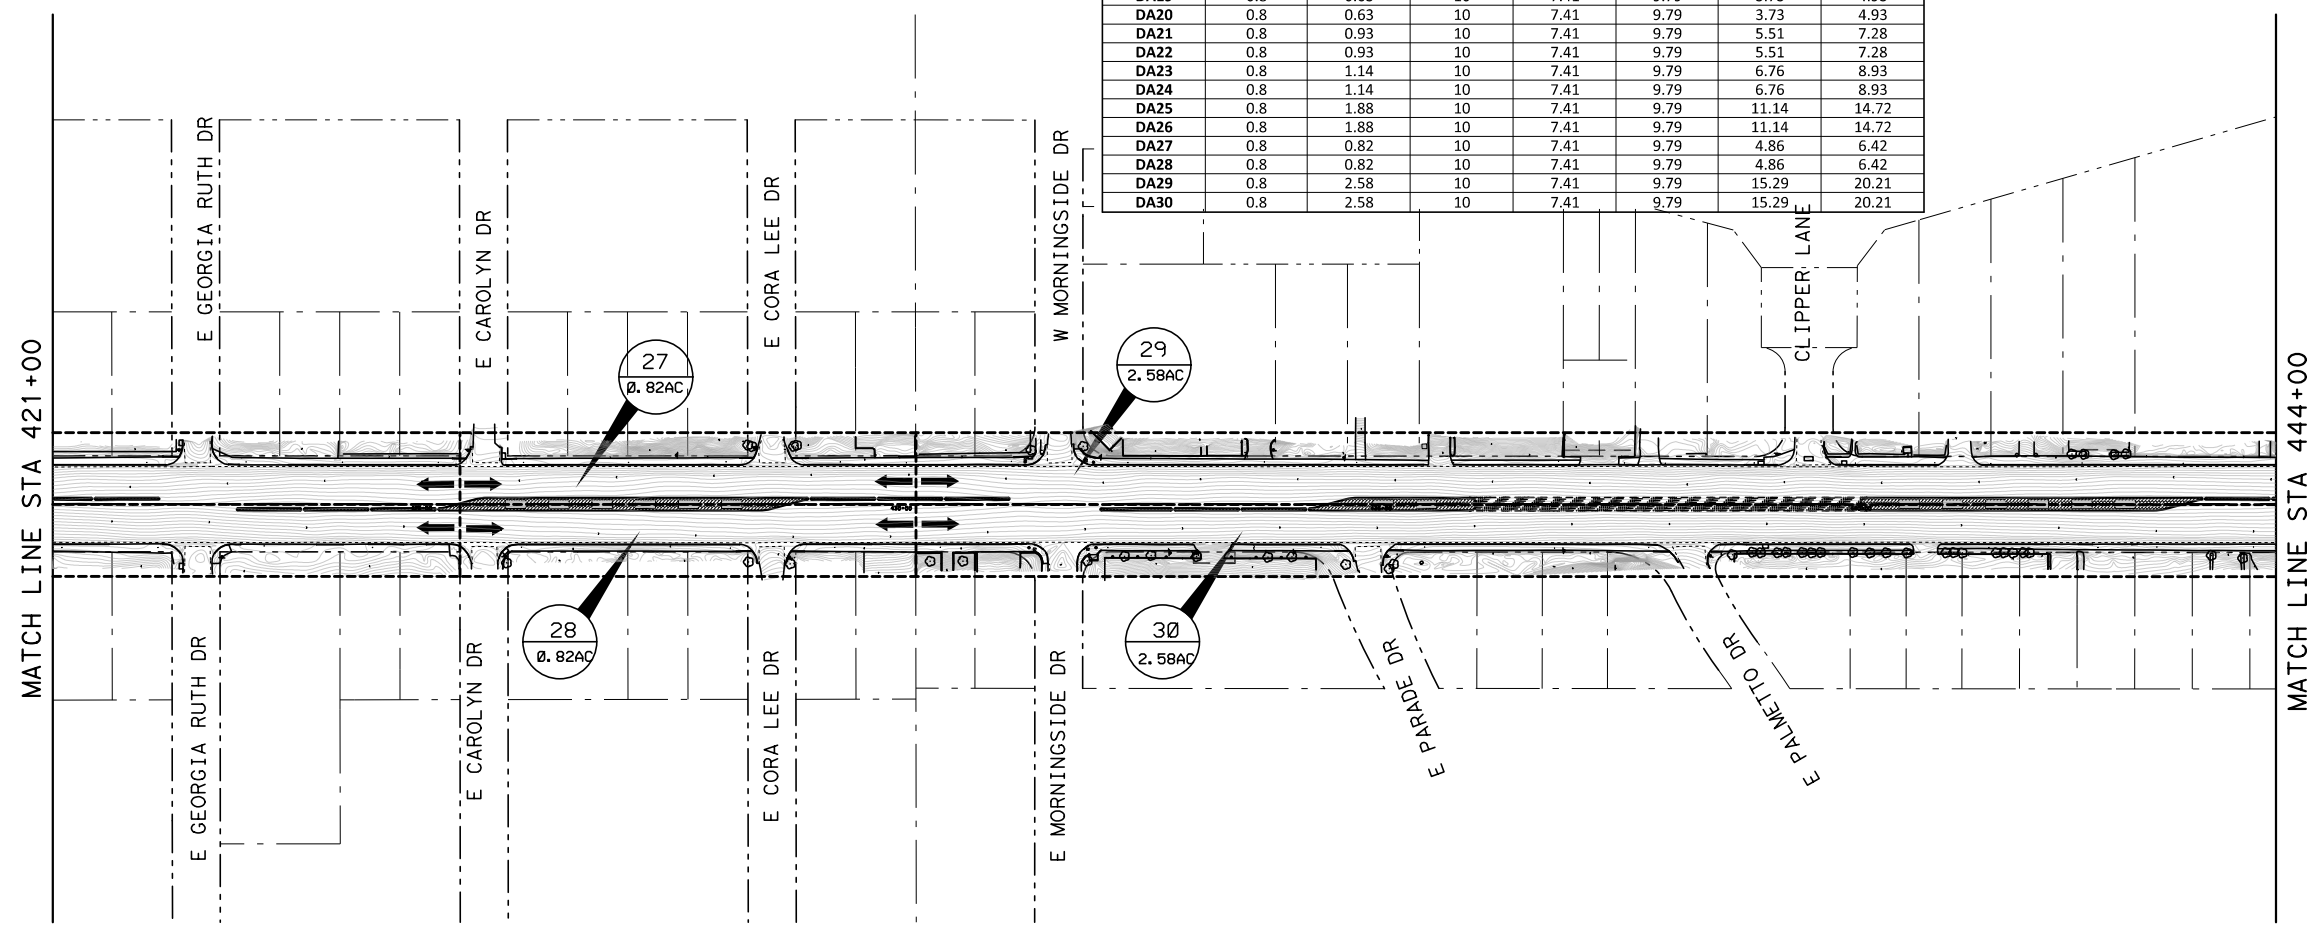 DA20 0.8 0.63 10 7.41 9.79 3.73 4.93
DA21 0.8 0.93 10 7.41 9.79 5.51 7.28
DA22 0.8 0.93 10 7.41 9.79 5.51 7.28
DA23 0.8 1.14 10 7.41 9.79 6.76 8.93
DA24 0.8 1.14 10 7.41 9.79 6.76 8.93
DA25 0.8 1.88 10 7.41 9.79 11.14 14.72
DA26 0.8 1.88 10 7.41 9.79 11.14 14.72
DA27 0.8 0.82 10 7.41 9.79 4.86 6.42
DA28 0.8 0.82 10 7.41 9.79 4.86 6.42
DA29 0.8 2.58 10 7.41 9.79 15.29 20.21
DA30 0.8 2.58 10 7.41 9.79 15.29 20.21
MATCH LINE STA 421+00
E GEORGIA RUTH DR
E CAROLYN DR
E CORA LEE DR
W MORNINGSIDE DR
CLIPPER LANE
MATCH LINE STA 444+00
27
0.82AC
29
2.58AC
28
0.82AC
30
2.58AC
E GEORGIA RUTH DR
E CAROLYN DR
E CORA LEE DR
E MORNINGSIDE DR
E PARADE DR
E PALMETTO DR